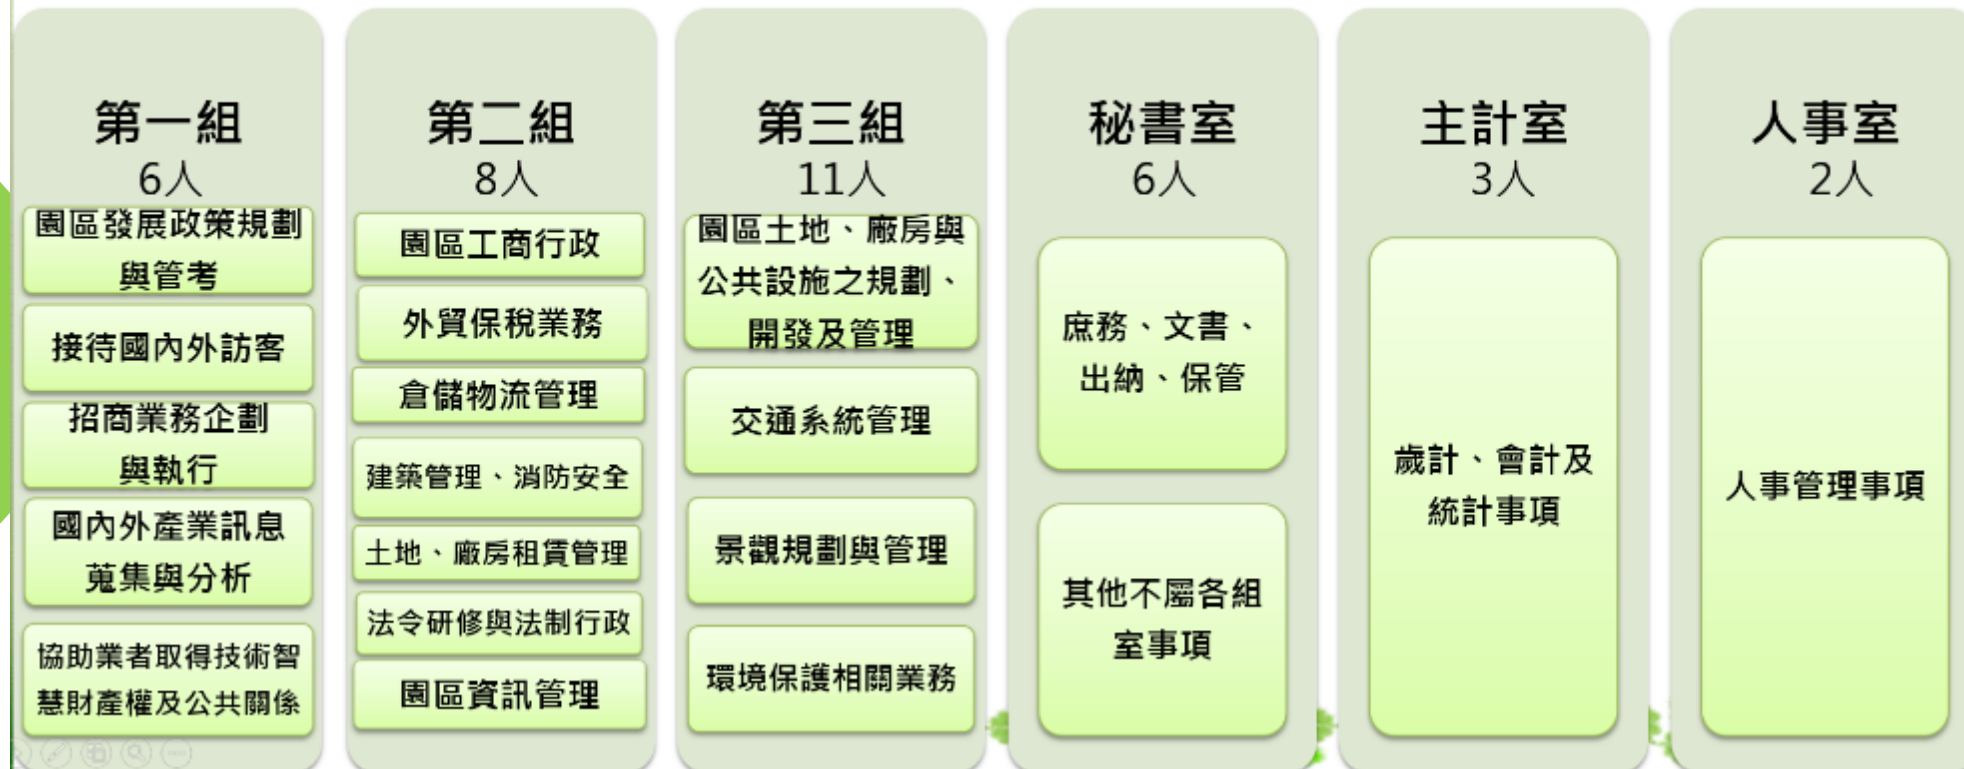 第一組
6人
園區發展政策規劃
與管考
接待國內外訪客
招商業務企劃
與執行
國內外產業訊息
蒐集與分析
協助業者取得技術智
慧財產權及公共關係
第二組
8人
園區工商行政
外貿保稅業務
倉儲物流管理
建築管理、消防安全
土地、廠房租賃管理
法令研修與法制行政
園區資訊管理
第三組
11人
園區土地、廠房與
公共設施之規劃、
開發及管理
交通系統管理
景觀規劃與管理
環境保護相關業務
秘書室
6人
庶務、文書、
出納、保管
其他不屬各組
室事項
主計室
3人
歲計、會計及
統計事項
人事室
2人
人事管理事項